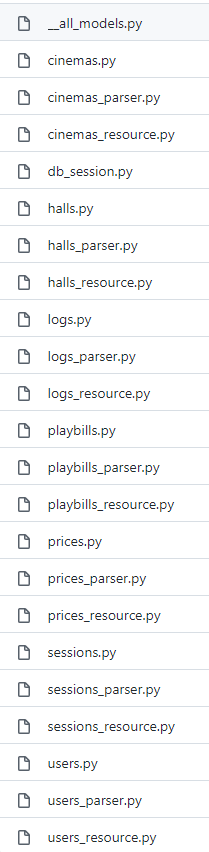 __all_models.py
cinemas.py
cinemas_parser.py
cinemas_resource.py
db_session.py
halls.py
halls_parser.py
halls_resource.py
logs.py
logs_parser.py
logs_resource.py
playbills.py
playbills_parser.py
playbills_resource.py
prices.py
prices_parser.py
prices_resource.py
sessions.py
sessions_parser.py
sessions_resource.py
users.py
users_parser.py
users_resource.py